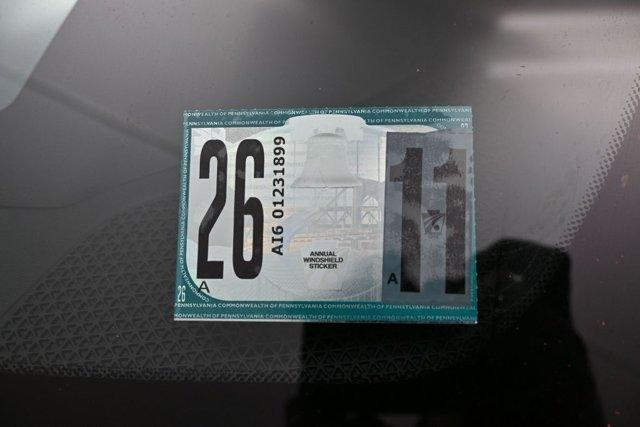 COMMONWEALTH OF PENNSYLVANIA COMMONWEALTH OF PENNSYLVANIA
26
AI6 01231899
11
ANNUAL
WINDSHIELD
STICKER
A
A
26
COMMONWEALTH OF PENNSYLVANIA COMMONWEALTH OF PENNSYLVANIA